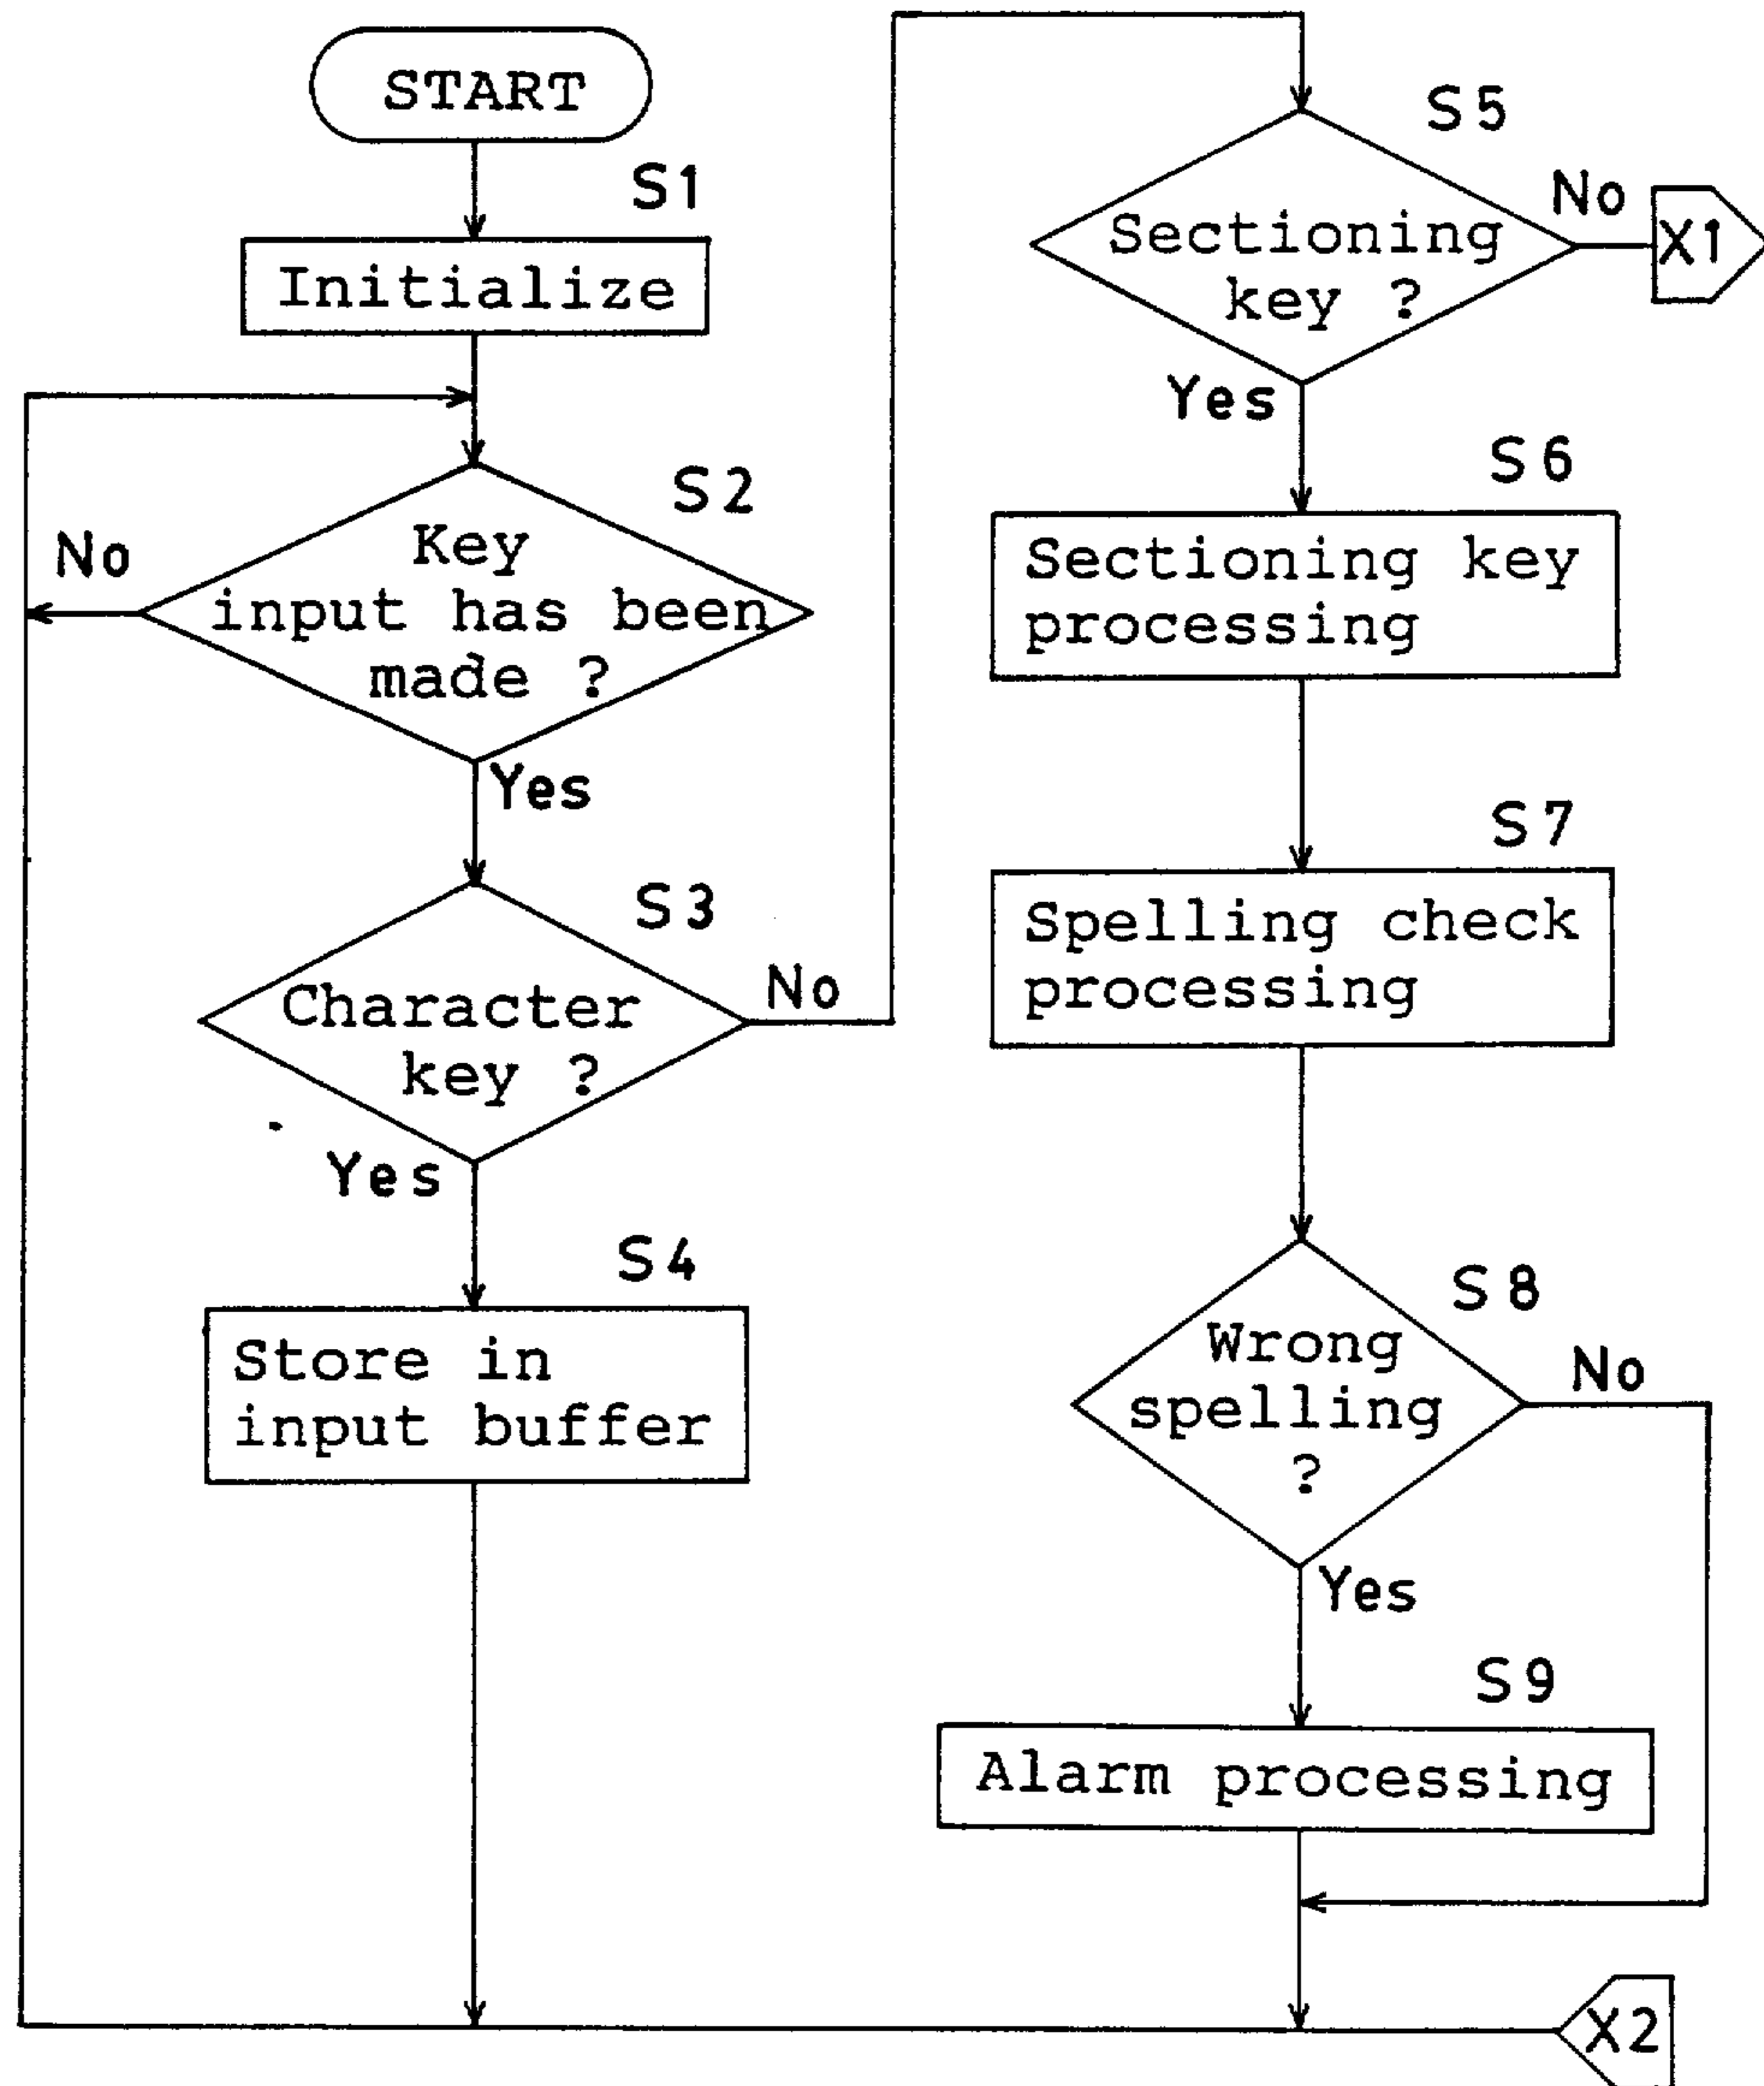 START
S1
Initialize
S2
No
Key
input has been
made ?
Yes
S3
Character
key ?
No
Yes
S4
Store in
input buffer
S5
Sectioning
key ?
No
X1
Yes
S6
Sectioning key
processing
S7
Spelling check
processing
S8
Wrong
spelling
?
No
Yes
S9
Alarm processing
X2